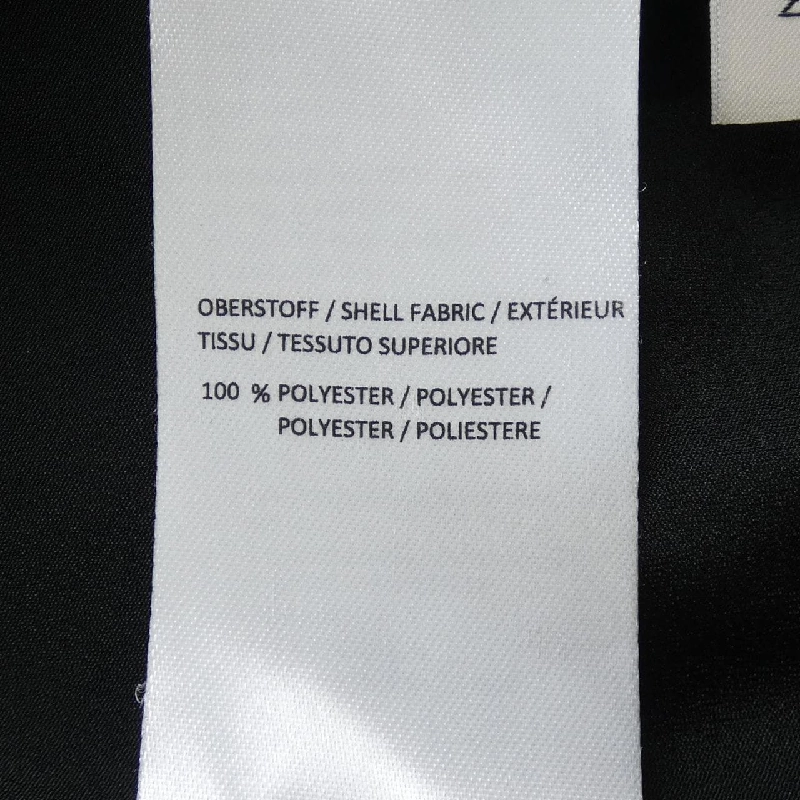 OBERSTOFF / SHELL FABRIC / EXTÉRIEUR
TISSU / TESSUTO SUPERIORE
100 % POLYESTER / POLYESTER /
POLYESTER / POLIESTERE